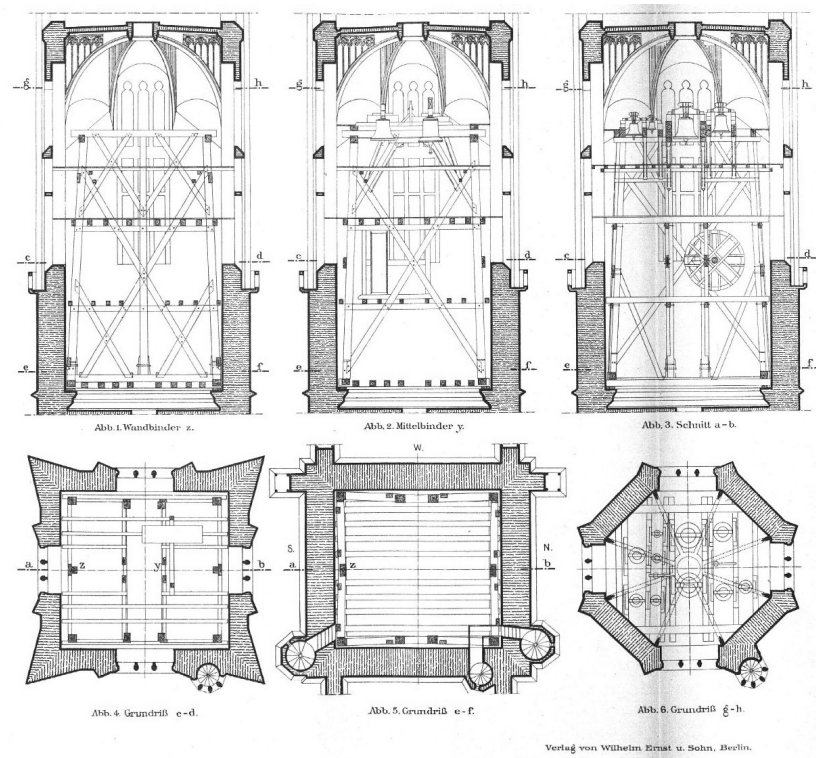 g h g h g h
c d c d c d
e f e f e f
Abb. 1. Wandbinder z.
Abb. 2. Mittelbinder y.
Abb. 3. Schnitt a-b.
W.
S. N.
a z y b a z b
Abb. 4. Grundriß c-d.
Abb. 5. Grundriß e-f.
Abb. 6. Grundriß g-h.
Verlag von Wilhelm Ernst u. Sohn, Berlin.